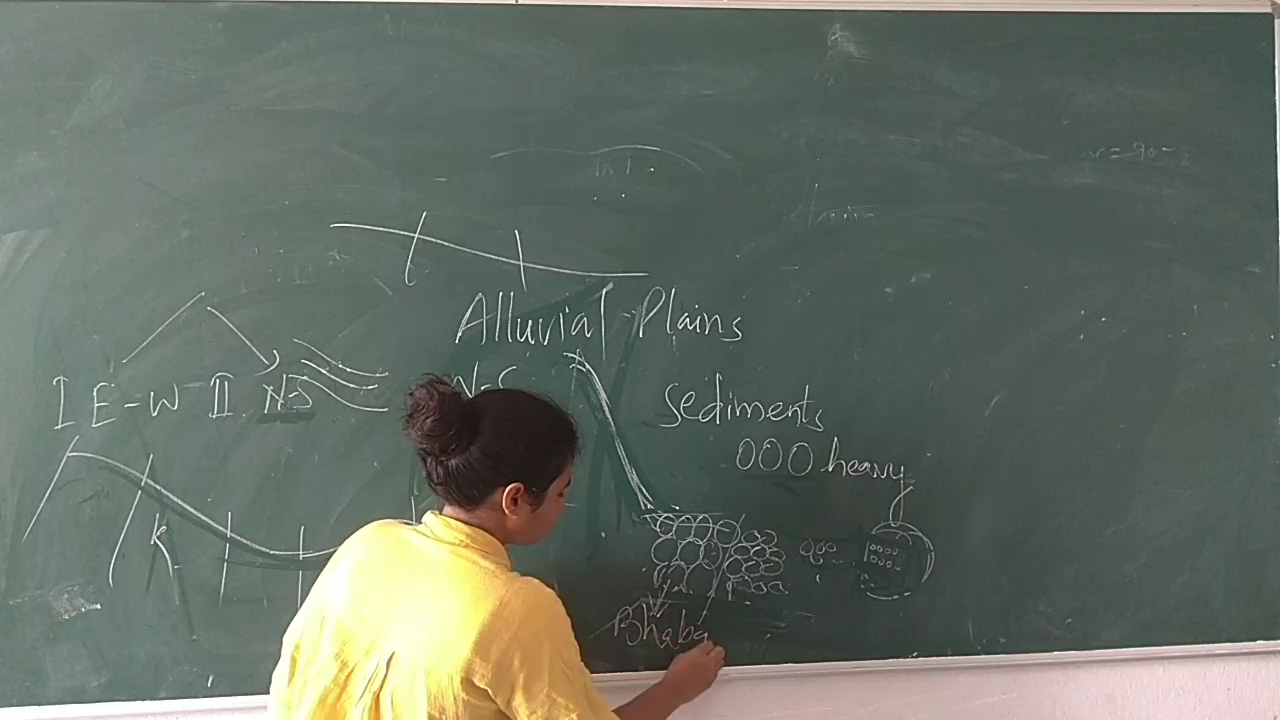 Alluvial-Plains
I E-W II N-S
sediments
000 heavy
Bhaba